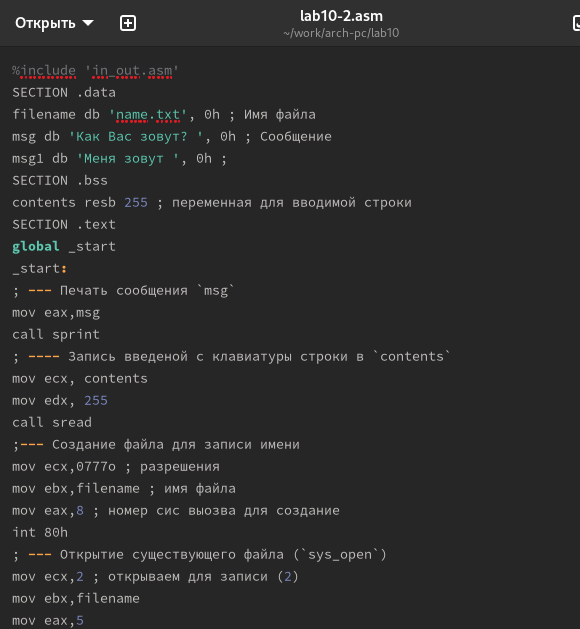 Открыть
lab10-2.asm
~/work/arch-pc/lab10
%include 'in_out.asm'
SECTION .data
filename db 'name.txt', 0h ; Имя файла
msg db 'Как Вас зовут? ', 0h ; Сообщение
msg1 db 'Меня зовут ', 0h ;
SECTION .bss
contents resb 255 ; переменная для вводимой строки
SECTION .text
global _start
_start:
; --- Печать сообщения `msg`
mov eax,msg
call sprint
; ---- Запись введеной с клавиатуры строки в `contents`
mov ecx, contents
mov edx, 255
call sread
;--- Создание файла для записи имени
mov ecx,0777o ; разрешения
mov ebx,filename ; имя файла
mov eax,8 ; номер сис выозва для создание
int 80h
; --- Открытие существующего файла (`sys_open`)
mov ecx,2 ; открываем для записи (2)
mov ebx,filename
mov eax,5